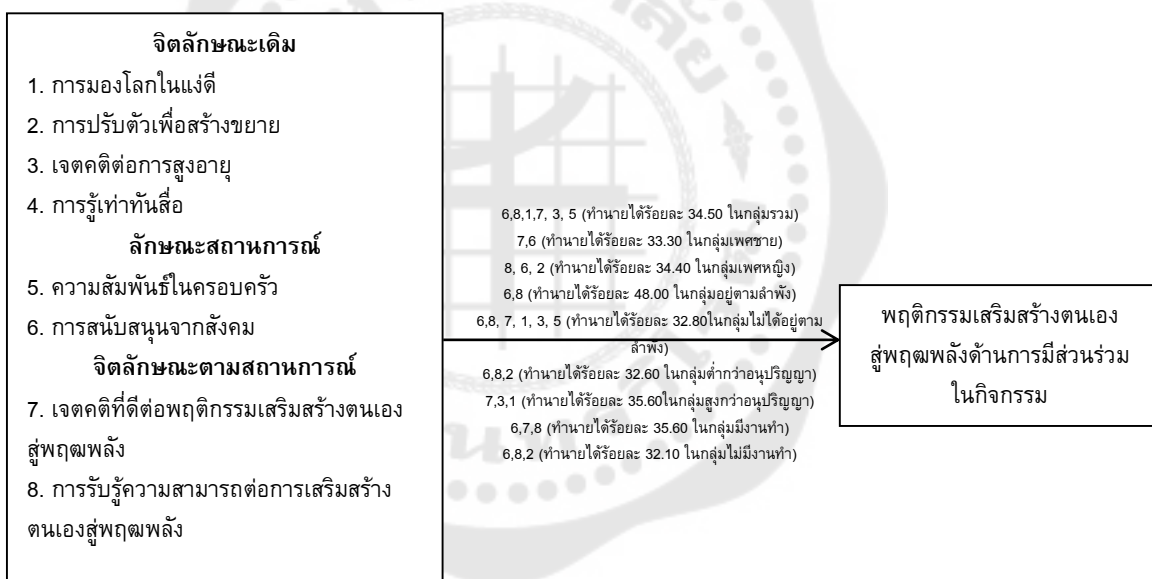 จิตลักษณะเดิม
1. การมองโลกในแง่ดี
2. การปรับตัวเพื่อสร้างขยาย
3. เจตคติต่อการสูงอายุ
4. การรู้เท่าทันสื่อ
ลักษณะสถานการณ์
5. ความสัมพันธ์ในครอบครัว
6. การสนับสนุนจากสังคม
จิตลักษณะตามสถานการณ์
7. เจตคติที่ดีต่อพฤติกรรมเสริมสร้างตนเอง
สู่พฤฒพลัง
8. การรับรู้ความสามารถต่อการเสริมสร้าง
ตนเองสู่พฤฒพลัง
6,8,1,7, 3, 5 (ทำนายได้ร้อยละ 34.50 ในกลุ่มรวม)
7,6 (ทำนายได้ร้อยละ 33.30 ในกลุ่มเพศชาย)
8, 6, 2 (ทำนายได้ร้อยละ 34.40 ในกลุ่มเพศหญิง)
6,8 (ทำนายได้ร้อยละ 48.00 ในกลุ่มอยู่ตามลำพัง)
6,8, 7, 1, 3, 5 (ทำนายได้ร้อยละ 32.80ในกลุ่มไม่ได้อยู่ตาม
ลำพัง)
6,8,2 (ทำนายได้ร้อยละ 32.60 ในกลุ่มต่ำกว่าอนุปริญญา)
7,3,1 (ทำนายได้ร้อยละ 35.60ในกลุ่มสูงกว่าอนุปริญญา)
6,7,8 (ทำนายได้ร้อยละ 35.60 ในกลุ่มมีงานทำ)
6,8,2 (ทำนายได้ร้อยละ 32.10 ในกลุ่มไม่มีงานทำ)
พฤติกรรมเสริมสร้างตนเอง
สู่พฤฒพลังด้านการมีส่วนร่วม
ในกิจกรรม